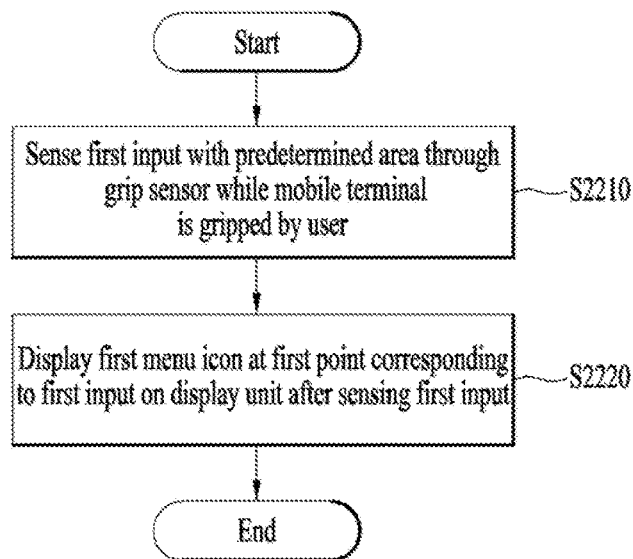 Start
Sense first input with predetermined area through
grip sensor while mobile terminal
is gripped by user
S2210
Display first menu icon at first point corresponding
to first input on display unit after sensing first input
S2220
End